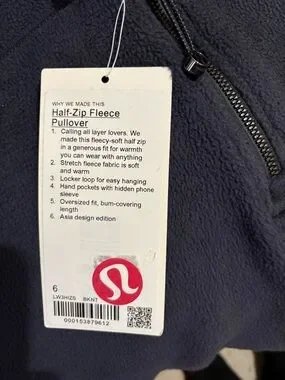 WHY WE MADE THIS
Half-Zip Fleece
Pullover
1. Calling all layer lovers. We
made this fleecy-soft half zip
in a generous fit for warmth
you can wear with anything
2. Stretch fleece fabric is soft
and warm
3. Locker loop for easy hanging
4. Hand pockets with hidden phone
sleeve
5. Oversized fit, bum-covering
length
6. Asia design edition
6
LW3HIZS BKNT
000153879612